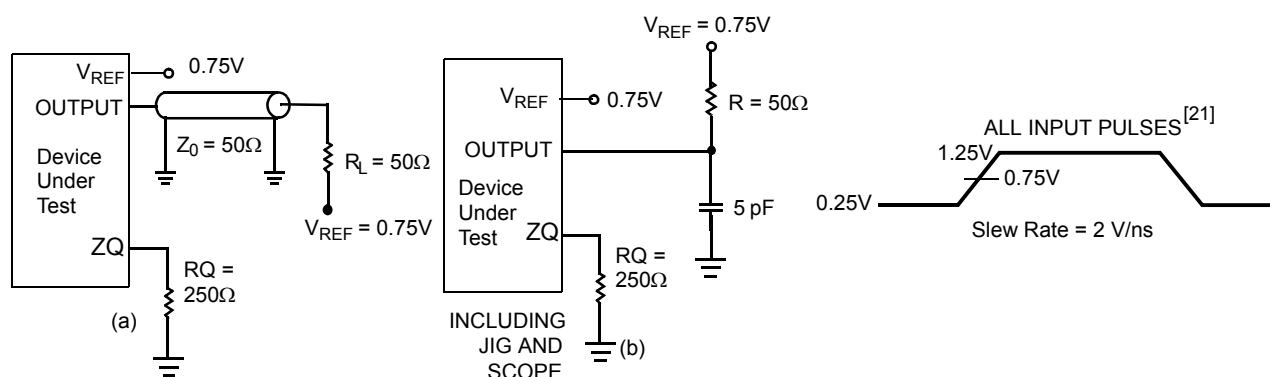 VREF
0.75V
OUTPUT
Z0 = 50Ω
Device
Under
Test
RL = 50Ω
VREF = 0.75V
ZQ
RQ =
250Ω
(a)
VREF = 0.75V
VREF
0.75V
R = 50Ω
OUTPUT
Device
Under
Test
5 pF
ZQ
RQ =
250Ω
INCLUDING
JIG AND
SCOPE
(b)
ALL INPUT PULSES[21]
1.25V
0.75V
0.25V
Slew Rate = 2 V/ns